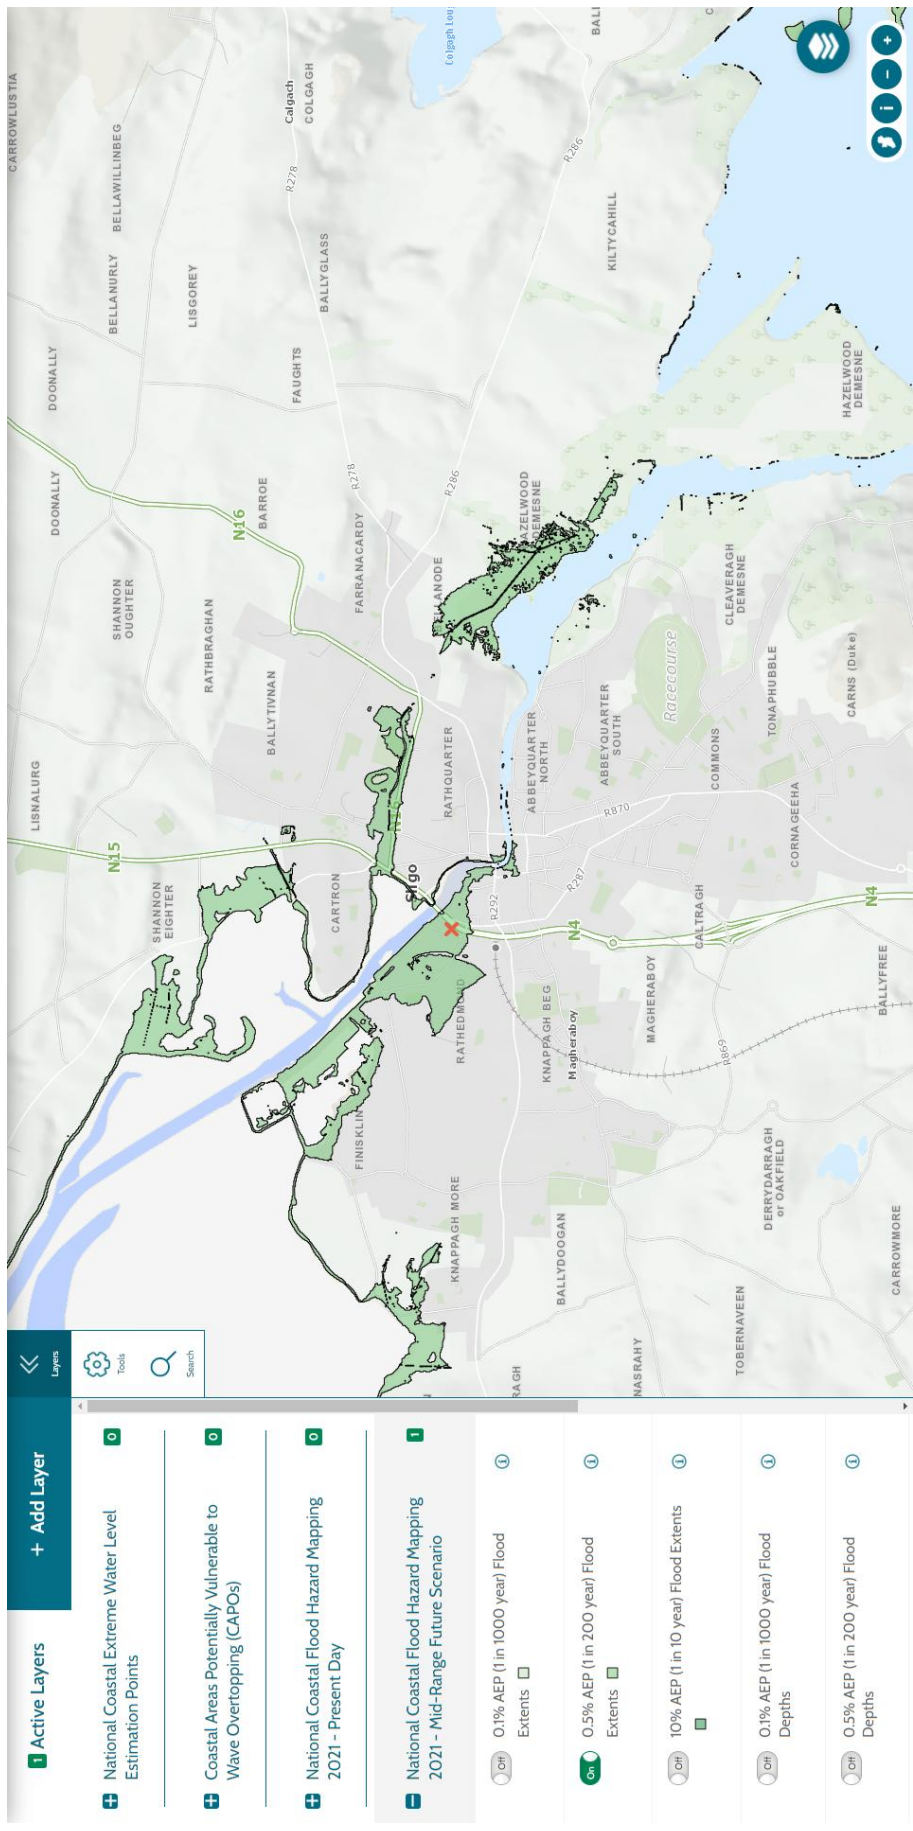 1 Active Layers
+ Add Layer
Layers
Tools
Search
National Coastal Extreme Water Level
Estimation Points
0
Coastal Areas Potentially Vulnerable to
Wave Overtopping (CAPOs)
0
National Coastal Flood Hazard Mapping
2021 - Present Day
0
National Coastal Flood Hazard Mapping
2021 - Mid-Range Future Scenario
1
Off
0.1% AEP (1 in 1000 year) Flood
Extents
On
0.5% AEP (1 in 200 year) Flood
Extents
Off
10% AEP (1 in 10 year) Flood Extents
Off
0.1% AEP (1 in 1000 year) Flood
Depths
Off
0.5% AEP (1 in 200 year) Flood
Depths
CARROWLUSTIA
LISNALURG
DOONALLY
DOONALLY
N15
SHANNON
OUGHTER
BELLANURLY
BELLAWILLINBEG
SHANNON
EIGHTER
RATHBRAGHAN
LISGOREY
N16
BARROE
BALLYTIVNAN
FAUGHTS
BALLYGLASS
R278
Calgach
COLGAGH
CARTRON
FARRANACARDY
R278
FINISKLIN
N16
Sligo
R286
RATHQUARTER
RATHEDMOND
KNAPPAGH MORE
R292
HAZELWOOD
DEMESNE
R286
KILTYCAHILL
ABBEYQUARTER
NORTH
KNAPPAGH BEG
Magheraboy
N4
R287
R870
ABBEYQUARTER
SOUTH
BALLYDOOGAN
MAGHERABOY
Racecourse
CALTRAGH
COMMONS
CLEAVERAGH
DEMESNE
R869
TONAPHUBBLE
CORNAGEEHA
HAZELWOOD
DEMESNE
DERRYDARRAGH
or OAKFIELD
TOBERNAVEEN
CARNS (Duke)
N4
BALLYFREE
CARROWMORE
NASRAHY
RAGH